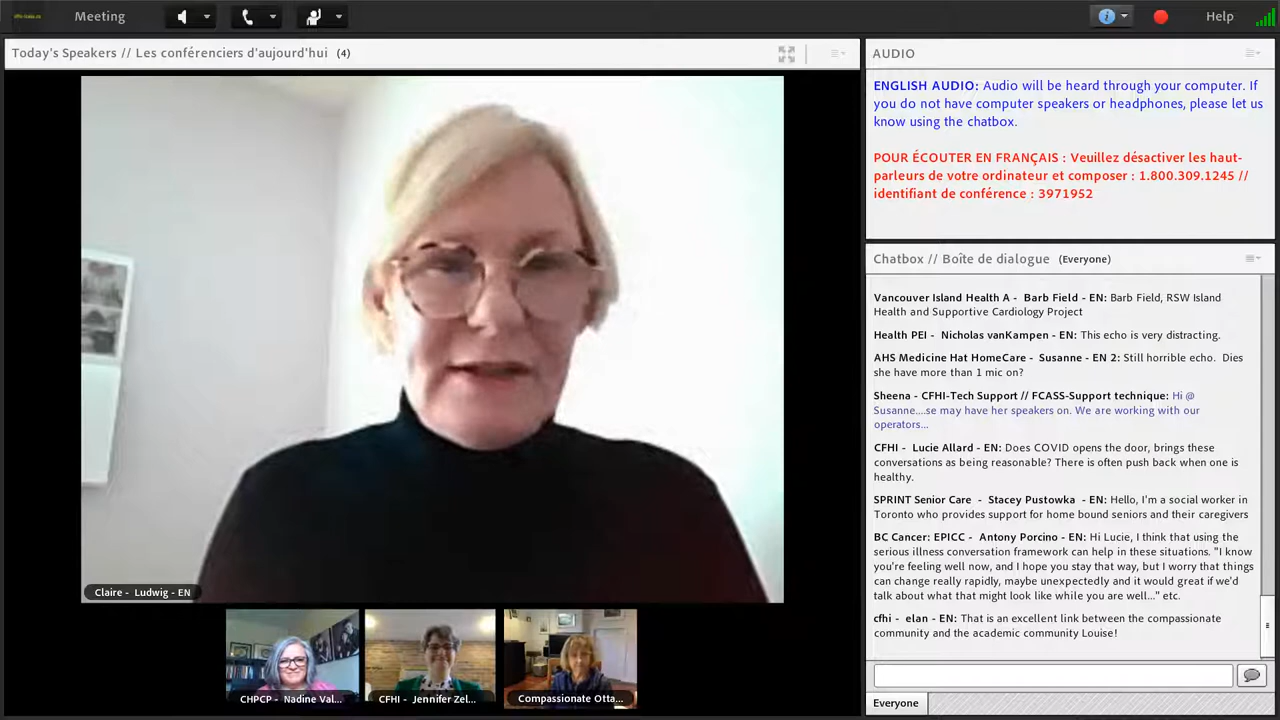 Meeting
Help
Today's Speakers // Les conférenciers d'aujourd'hui (4)
Claire - Ludwig - EN
CHPCP - Nadine Val...
CFHI - Jennifer Zel...
Compassionate Otta...
AUDIO
ENGLISH AUDIO: Audio will be heard through your computer. If
you do not have computer speakers or headphones, please let us
know using the chatbox.
POUR ÉCOUTER EN FRANÇAIS : Veuillez désactiver les haut-
parleurs de votre ordinateur et composer : 1.800.309.1245 //
identifiant de conférence : 3971952
Chatbox // Boîte de dialogue (Everyone)
Vancouver Island Health A - Barb Field - EN: Barb Field, RSW Island
Health and Supportive Cardiology Project
Health PEI - Nicholas vanKampen - EN: This echo is very distracting.
AHS Medicine Hat HomeCare - Susanne - EN 2: Still horrible echo. Dies
she have more than 1 mic on?
Sheena - CFHI-Tech Support // FCASS-Support technique: Hi @
Susanne....se may have her speakers on. We are working with our
operators...
CFHI - Lucie Allard - EN: Does COVID opens the door, brings these
conversations as being reasonable? There is often push back when one is
healthy.
SPRINT Senior Care - Stacey Pustowka - EN: Hello, I'm a social worker in
Toronto who provides support for home bound seniors and their caregivers
BC Cancer: EPICC - Antony Porcino - EN: Hi Lucie, I think that using the
serious illness conversation framework can help in these situations. "I know
you're feeling well now, and I hope you stay that way, but I worry that things
can change really rapidly, maybe unexpectedly and it would great if we'd
talk about what that might look like while you are well..." etc.
cfhi - elan - EN: That is an excellent link between the compassionate
community and the academic community Louise!
Everyone